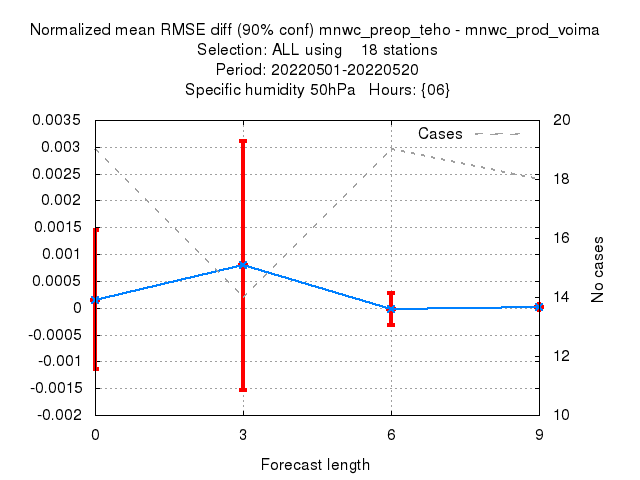 Normalized mean RMSE diff (90% conf) mnwc_preop_teho - mnwc_prod_voima
Selection: ALL using    18 stations
Period: 20220501-20220520
Specific humidity 50hPa   Hours: {06}
Cases
0.0035
0.003
0.0025
0.002
0.0015
0.001
0.0005
0
-0.0005
-0.001
-0.0015
-0.002
20
18
16
14
12
10
No cases
0 3 6 9
Forecast length